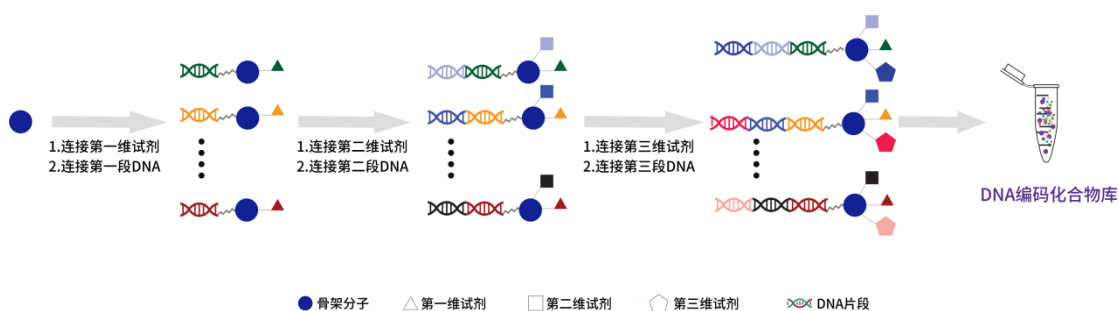 1.连接第一维试剂
2.连接第一段DNA
1.连接第二维试剂
2.连接第二段DNA
1.连接第三维试剂
2.连接第三段DNA
DNA编码化合物库
骨架分子
第一维试剂
第二维试剂
第三维试剂
DNA片段